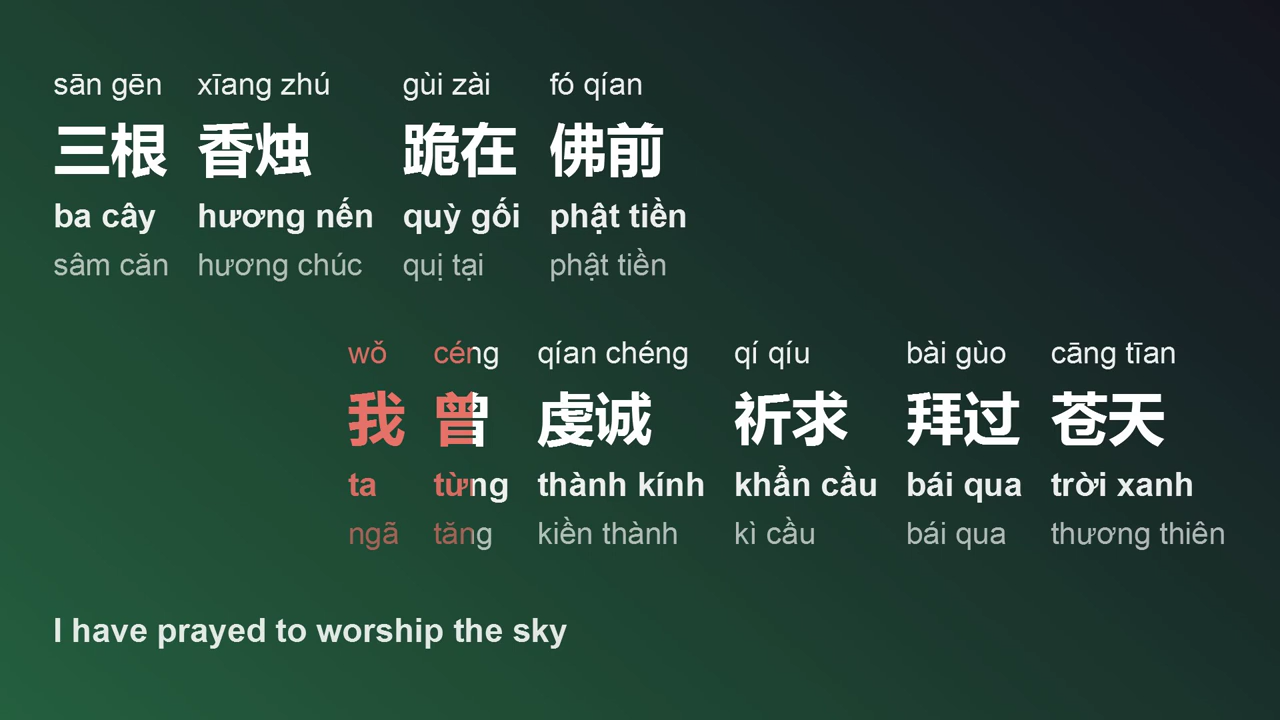 sān gēn xīang zhú gùi zài fó qían
三根 香烛 跪在 佛前
ba cây hương nến quỳ gối phật tiền
sâm căn hương chúc quị tại phật tiền
wǒ céng qían chéng qí qíu bài gùo cāng tīan
我 曾 虔诚 祈求 拜过 苍天
ta từng thành kính khẩn cầu bái qua trời xanh
ngã tăng kiền thành kì cầu bái qua thương thiên
I have prayed to worship the sky